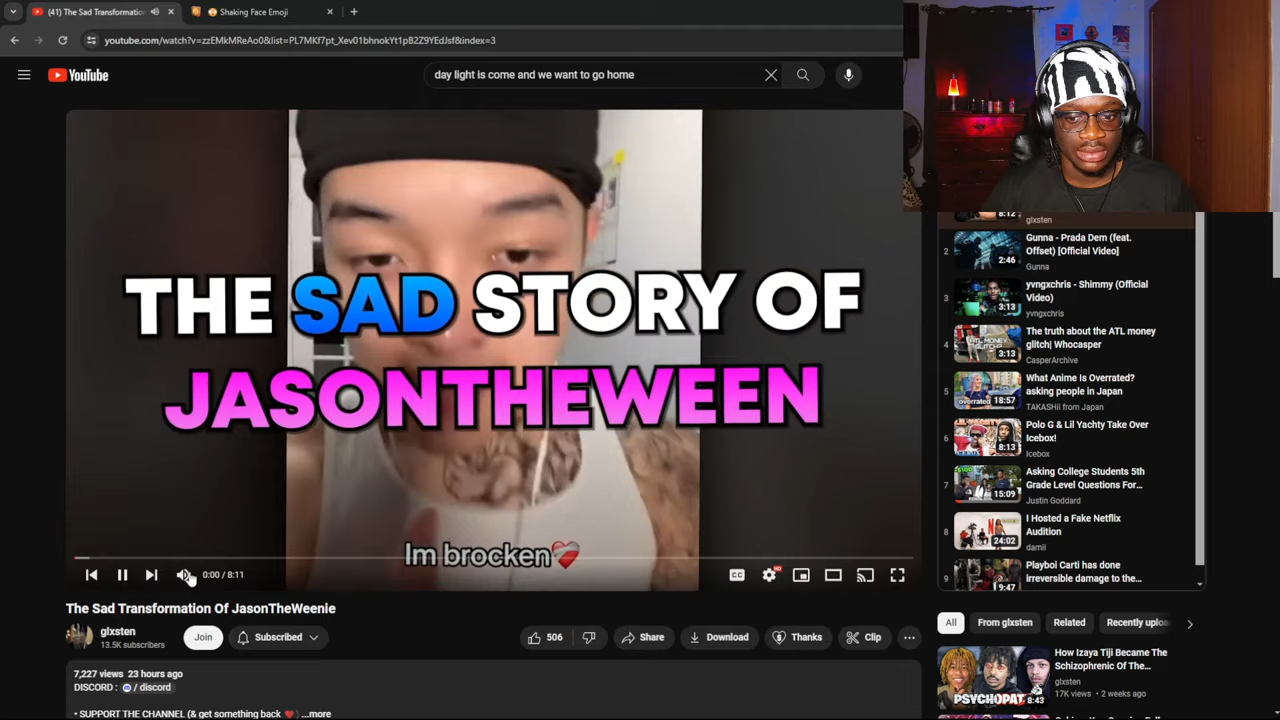 (41) The Sad Transformation
Shaking Face Emoji
youtube.com/watch?v=zzEMkMReAo0&list=PL7MKf7pt_Xev01bhnokYt1pB2Z9YEdJsf&index=3
YouTube
day light is come and we want to go home
THE SAD STORY OF
JASONTHEWEEN
Im brocken
0:00 / 8:11
CC
HD
The Sad Transformation Of JasonTheWeenie
glxsten
13.5K subscribers
Join
Subscribed
506
Share
Download
Thanks
Clip
7,227 views 23 hours ago
DISCORD : / discord
• SUPPORT THE CHANNEL (& get something back ❤️) ...more
8:12
glxsten
2
2:46
Gunna - Prada Dem (feat.
Offset) [Official Video]
Gunna
3
3:13
yvngxchris - Shimmy (Official
Video)
yvngxchris
4
3:13
The truth about the ATL money
glitch| Whocasper
CasperArchive
5
overrated
18:57
What Anime Is Overrated?
asking people in Japan
TAKASHii from Japan
6
8:13
Polo G & Lil Yachty Take Over
Icebox!
Icebox
7
15:09
Asking College Students 5th
Grade Level Questions For...
Justin Goddard
8
24:02
I Hosted a Fake Netflix
Audition
damil
9
9:47
Playboi Carti has done
irreversible damage to the...
All
From glxsten
Related
Recently uploa
PSYCHOPAT
8:43
How Izaya Tiji Became The
Schizophrenic Of The...
glxsten
17K views • 2 weeks ago